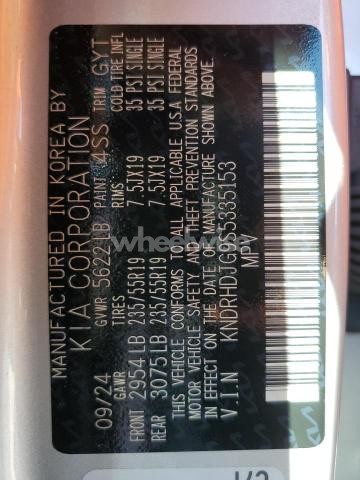 MANUFACTURED IN KOREA BY
KIA CORPORATION
09/24 GVWR 5622 LB PAINT 4SS TRIM GYT
GAWR TIRES RIMS COLD TIRE INFL
FRONT 2954 LB 235/55R19 7.5JX19 35 PSI SINGLE
REAR 3075 LB 235/55R19 7.5JX19 35 PSI SINGLE
THIS VEHICLE CONFORMS TO ALL APPLICABLE U.S.A FEDERAL
MOTOR VEHICLE SAFETY AND THEFT PREVENTION STANDARDS
IN EFFECT ON THE DATE OF MANUFACTURE SHOWN ABOVE.
V.I.N KNDRHDJG3S5335153
MPV